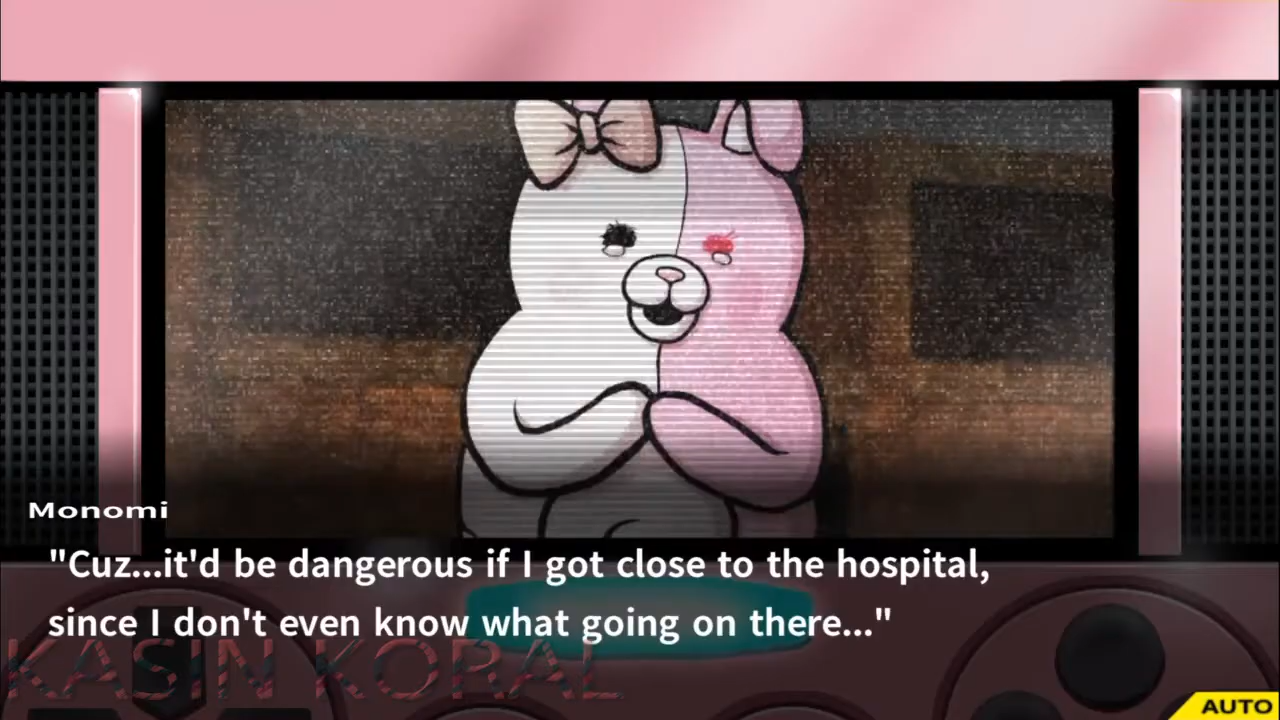 Monomi
"Cuz...it'd be dangerous if I got close to the hospital,
since I don't even know what going on there..."
KASIN KORAL
AUTO